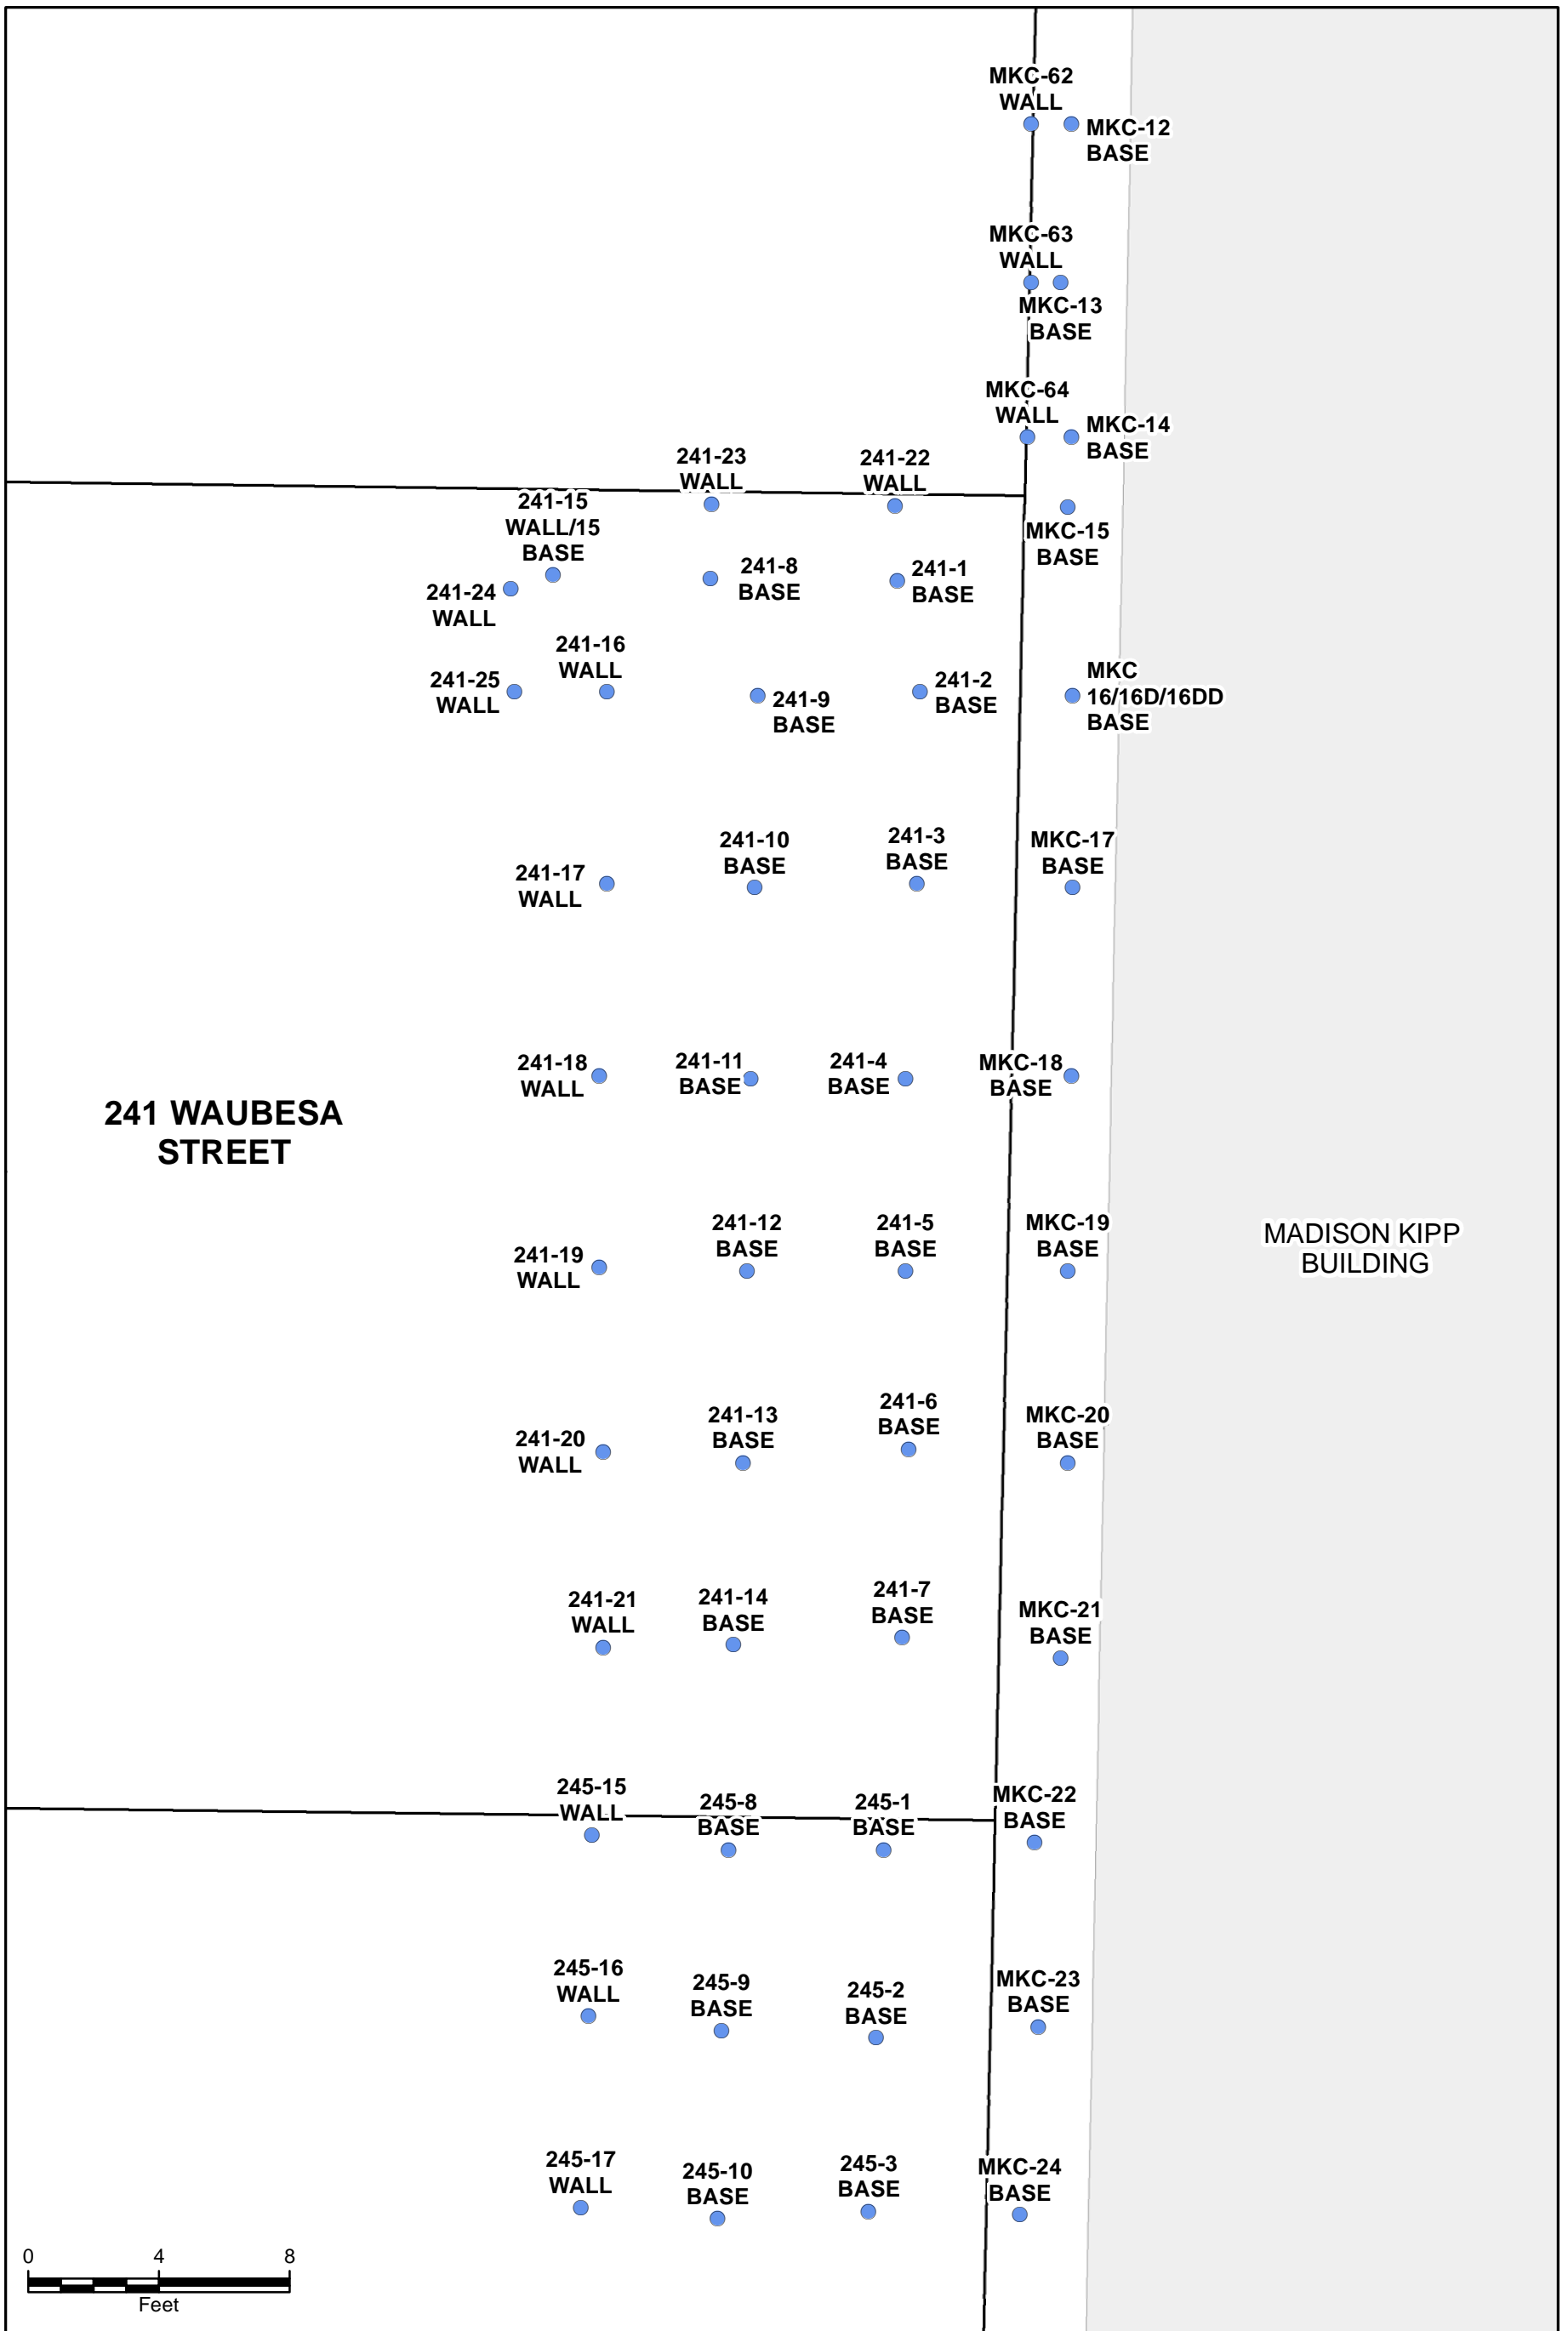 MKC-62
WALL
MKC-12
BASE
MKC-63
WALL
MKC-13
BASE
MKC-64
WALL
MKC-14
BASE
241-23
WALL
241-22
WALL
241-15
WALL/15
BASE
MKC-15
BASE
241-24
WALL
241-8
BASE
241-1
BASE
241-16
WALL
241-25
WALL
241-9
BASE
241-2
BASE
MKC
16/16D/16DD
BASE
241-17
WALL
241-10
BASE
241-3
BASE
MKC-17
BASE
241-18
WALL
241-11
BASE
241-4
BASE
MKC-18
BASE
241 WAUBESA
STREET
241-19
WALL
241-12
BASE
241-5
BASE
MKC-19
BASE
MADISON KIPP
BUILDING
241-20
WALL
241-13
BASE
241-6
BASE
MKC-20
BASE
241-21
WALL
241-14
BASE
241-7
BASE
MKC-21
BASE
245-15
WALL
245-8
BASE
245-1
BASE
MKC-22
BASE
245-16
WALL
245-9
BASE
245-2
BASE
MKC-23
BASE
245-17
WALL
245-10
BASE
245-3
BASE
MKC-24
BASE
0 4 8
Feet